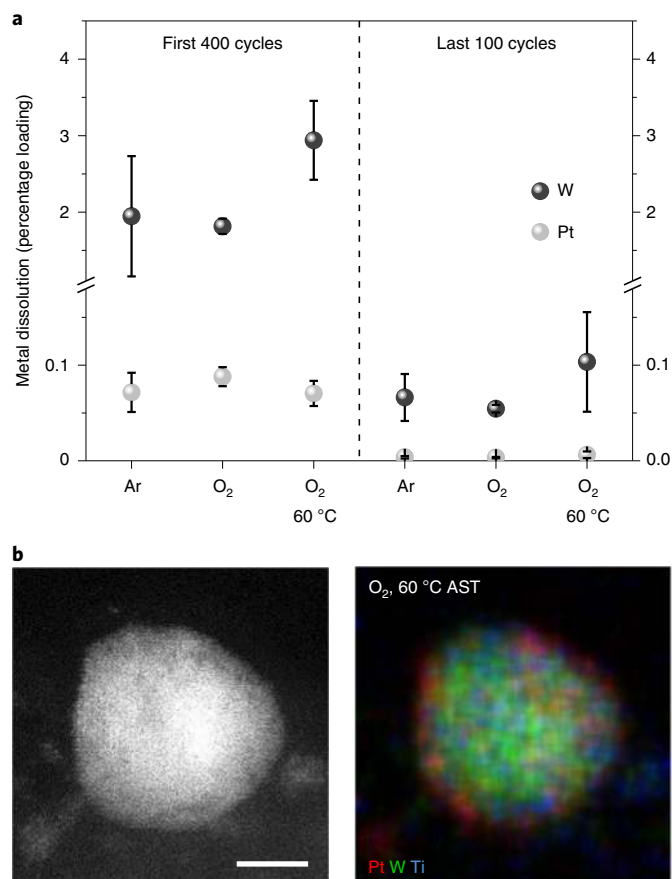 a
First 400 cycles
Last 100 cycles
Metal dissolution (percentage loading)
4
3
2
0.1
0
4
3
2
0.1
0.0
W
Pt
Ar
O₂
O₂
60 °C
Ar
O₂
O₂
60 °C
b
O₂, 60 °C AST
Pt W Ti